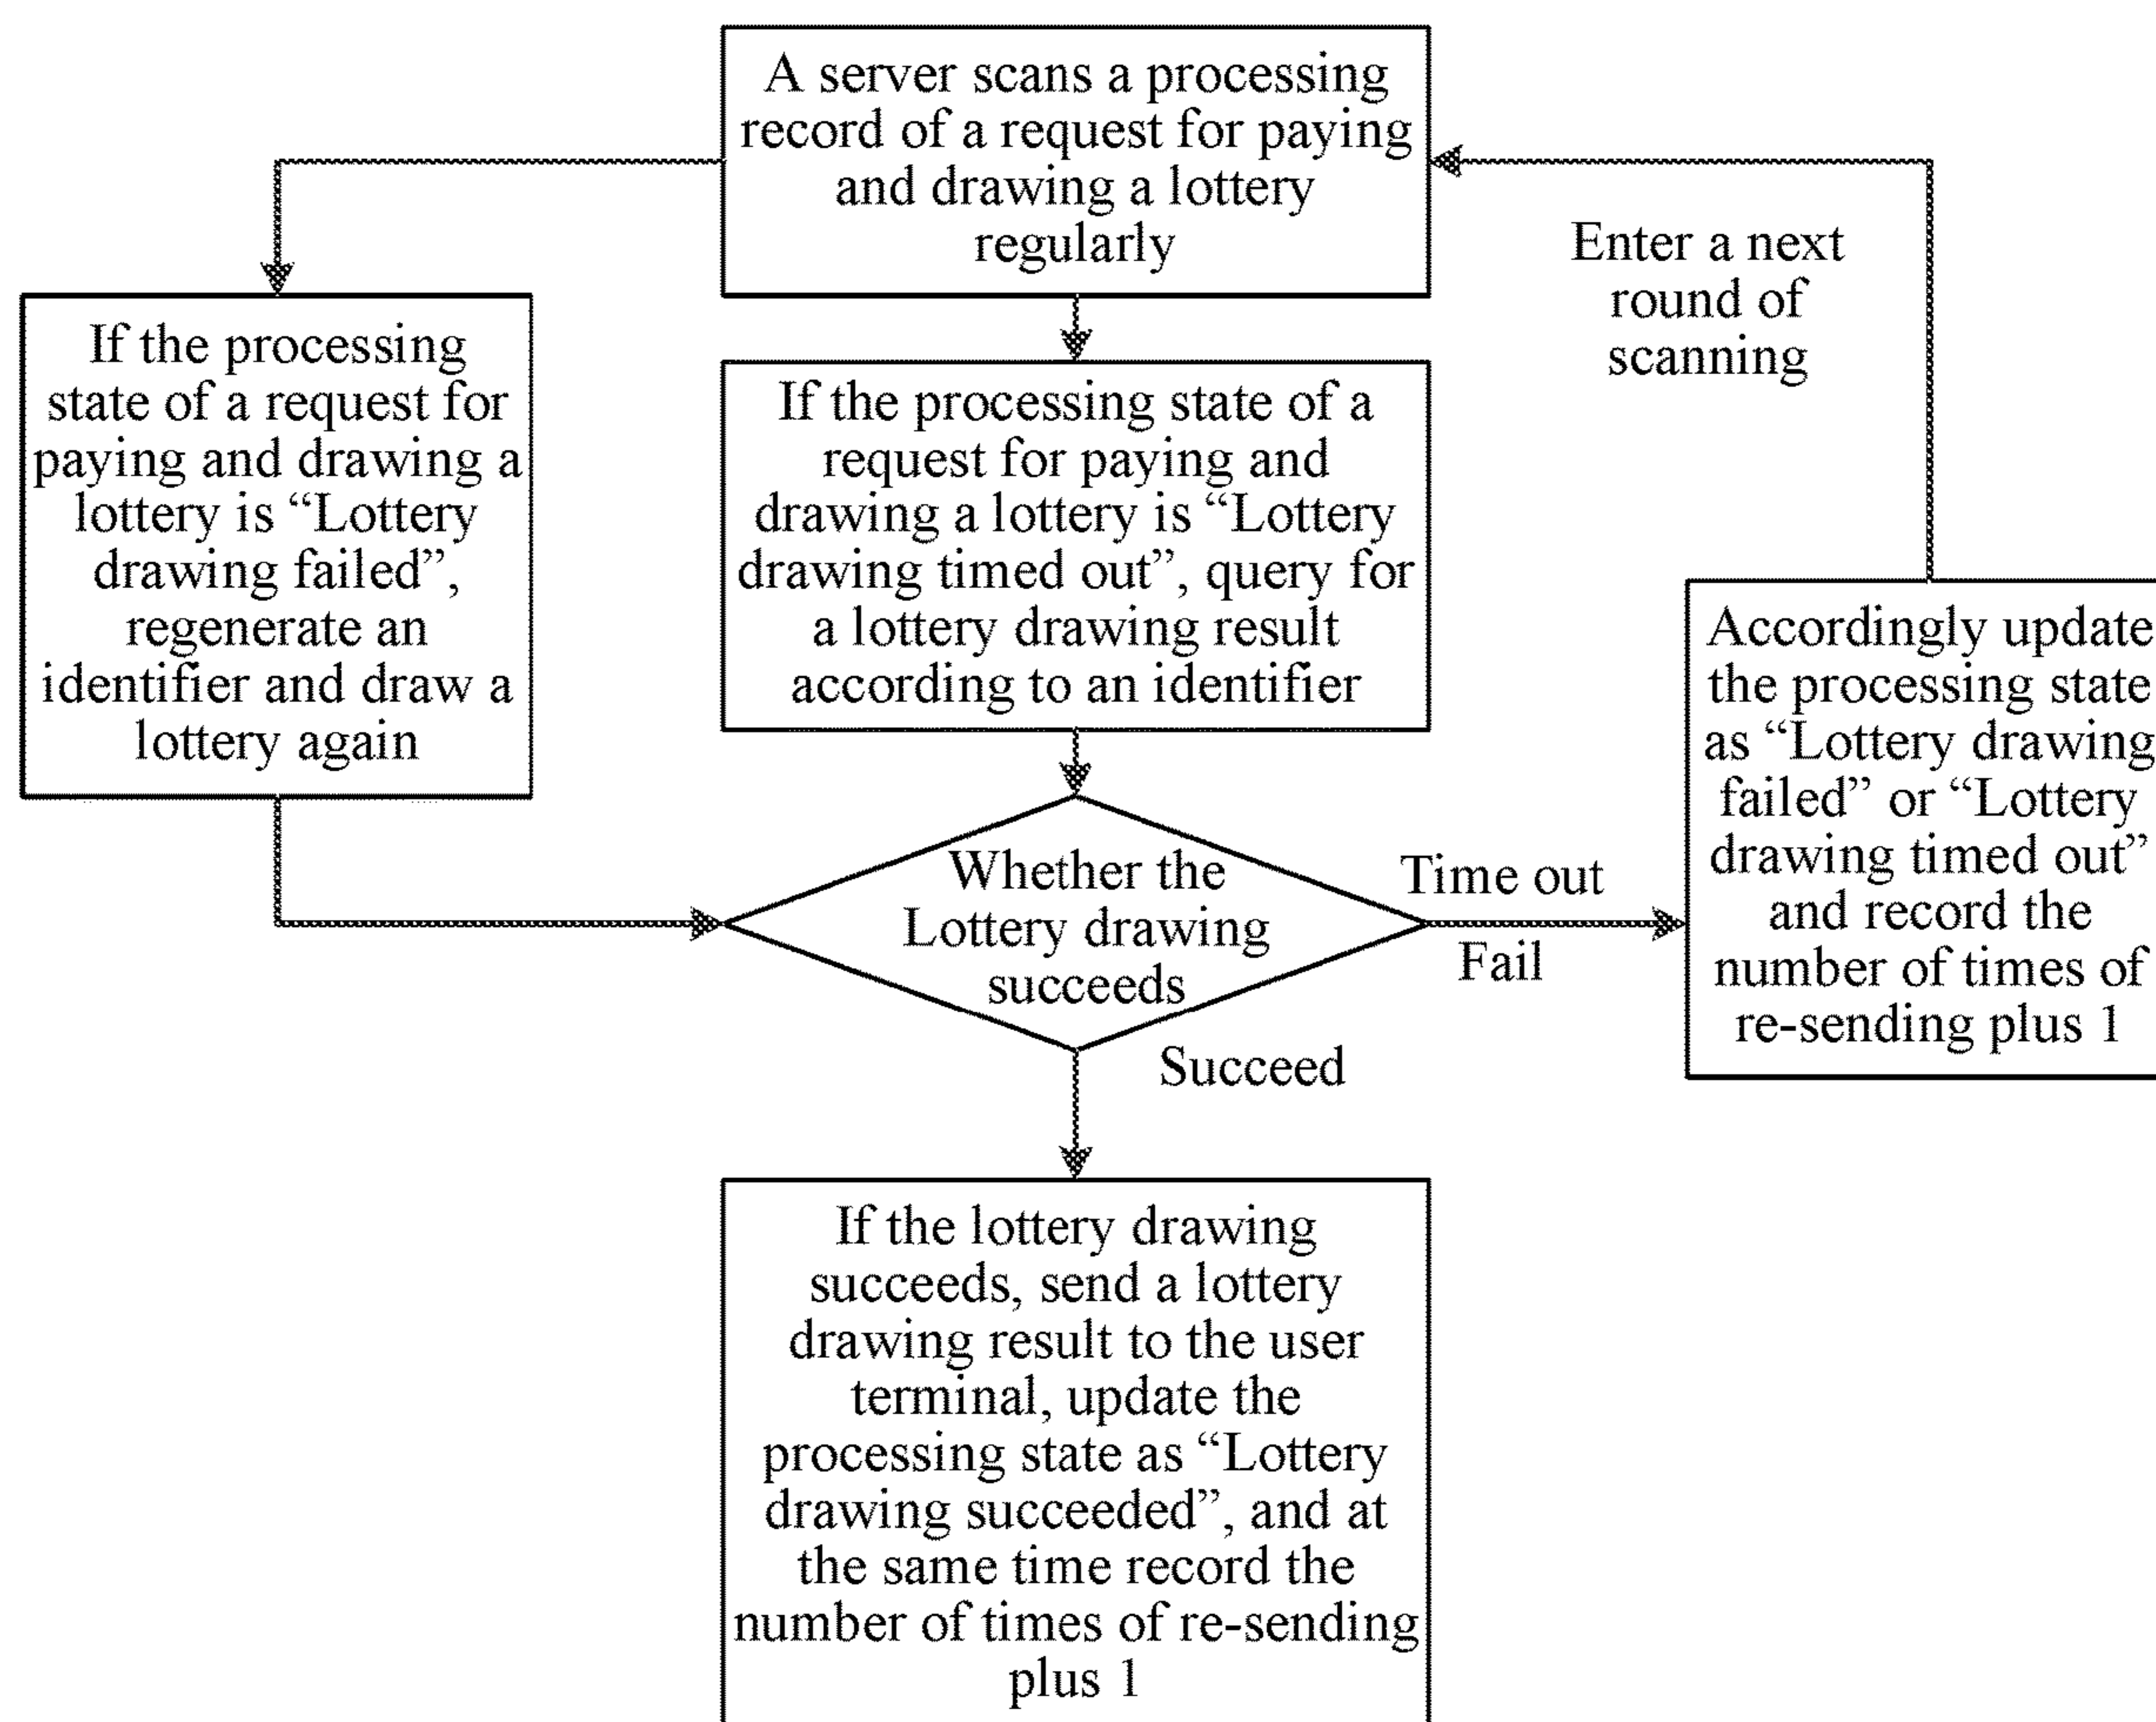 A server scans a processing
record of a request for paying
and drawing a lottery
regularly
Enter a next
round of
scanning
If the processing
state of a request for
paying and drawing a
lottery is “Lottery
drawing failed”,
regenerate an
identifier and draw a
lottery again
If the processing state of a
request for paying and
drawing a lottery is “Lottery
drawing timed out”, query for
a lottery drawing result
according to an identifier
Accordingly update
the processing state
as “Lottery drawing
failed” or “Lottery
drawing timed out”
and record the
number of times of
re-sending plus 1
Whether the
Lottery drawing
succeeds
Time out
Fail
Succeed
If the lottery drawing
succeeds, send a lottery
drawing result to the user
terminal, update the
processing state as “Lottery
drawing succeeded”, and at
the same time record the
number of times of re-sending
plus 1